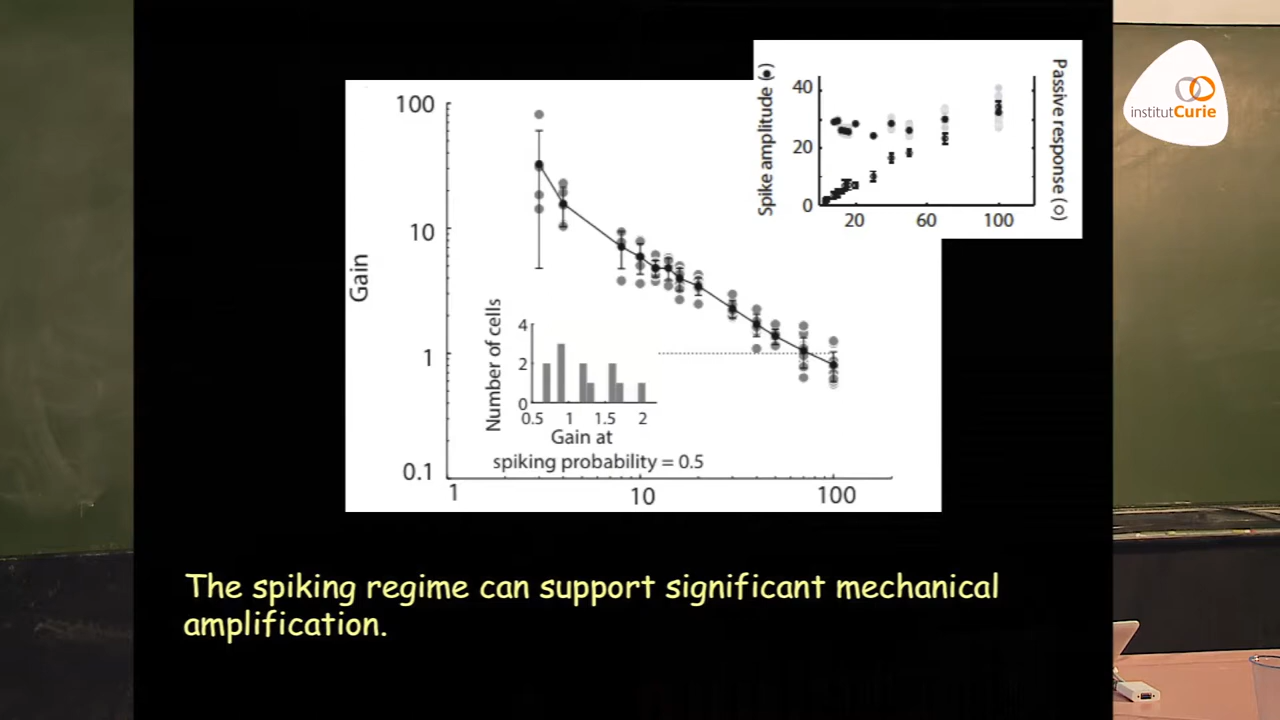 institutCurie
Spike amplitude (●)
40
20
0
20
60
100
Passive response (○)
Gain
100
10
1
0.1
1
10
100
Number of cells
4
2
0
0.5
1
1.5
2
Gain at
spiking probability = 0.5
The spiking regime can support significant mechanical
amplification.